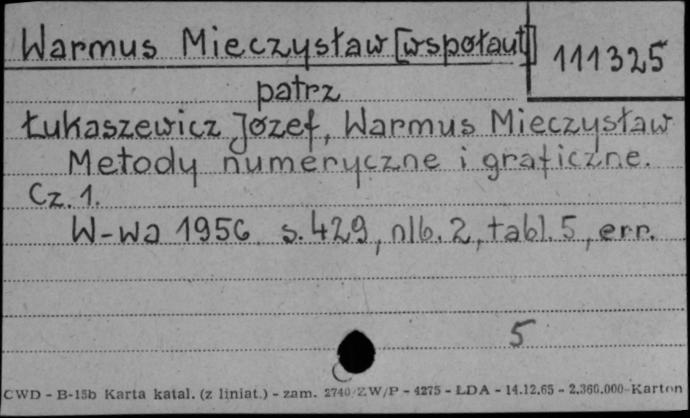 Warmus Mieczysław [współaut]
111325
patrz
Łukaszewicz Józef, Warmus Mieczysław
Metody numeryczne i graficzne.
Cz. 1.
W-wa 1956 s. 429, nlb. 2, tabl. 5, err.
5
CWD - B-15b Karta katal. (z liniat.) - zam. 2740/ZW/P - 4275 - LDA - 14.12.65 - 2.360.000 Karton